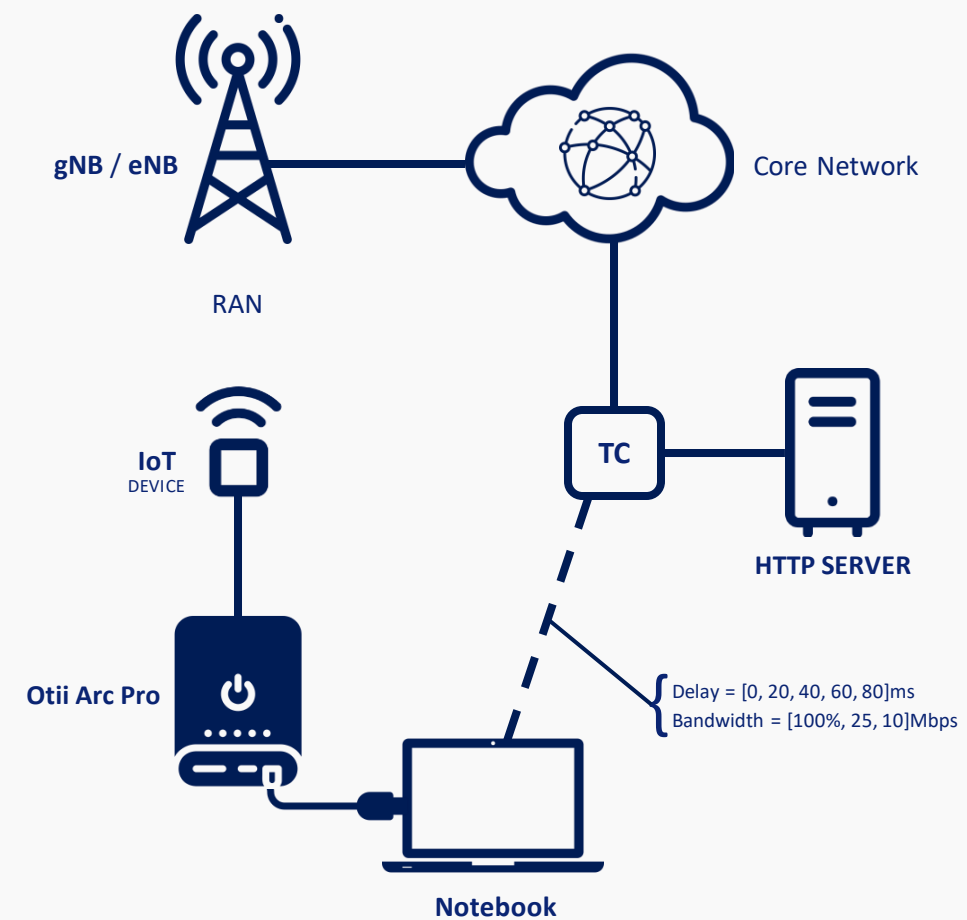 gNB / eNB
Core Network
RAN
TC
IoT
DEVICE
HTTP SERVER
Otii Arc Pro
Delay = [0, 20, 40, 60, 80]ms
Bandwidth = [100%, 25, 10]Mbps
Notebook